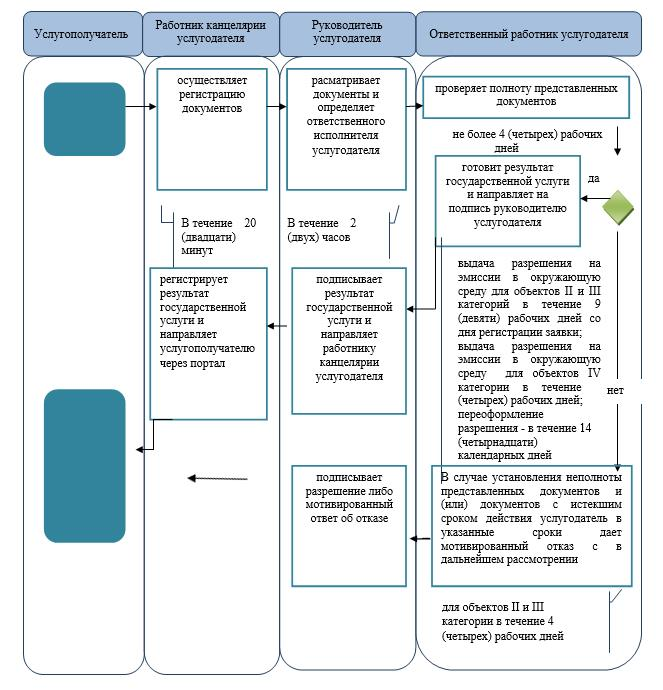 Услугополучатель
Работник канцелярии
услугодателя
Руководитель
услугодателя
Ответственный работник услугодателя
осуществляет
регистрацию
документов
расматривает
документы и
определяет
ответственного
исполнителя
услугодателя
проверяет полноту представленных
документов
не более 4 (четырех) рабочих
дней
готовит результат
государственной услуги
и направляет на
подпись руководителю
услугодателя
да
В течение 20
(двадцати)
минут
В течение 2
(двух) часов
регистрирует
результат
государственной
услуги и
направляет
услугополучателю
через портал
подписывает
результат
государственной
услуги и
направляет
работнику
канцелярии
услугодателя
выдача разрешения на
эмиссии в окружающую
среду для объектов II и III
категорий в течение 9
(девяти) рабочих дней со
дня регистрации заявки;
выдача разрешения на
эмиссии в окружающую
среду для объектов IV
категории в течение
(четырех) рабочих дней;
переоформление
разрешения - в течение 14
(четырнадцати)
календарных дней
нет
подписывает
разрешение либо
мотивированный
ответ об отказе
В случае установления неполноты
представленных документов и
(или) документов с истекшим
сроком действия услугодатель в
указанные сроки дает
мотивированный отказ с в
дальнейшем рассмотрении
для объектов II и III
категории в течение 4
(четырех) рабочих дней